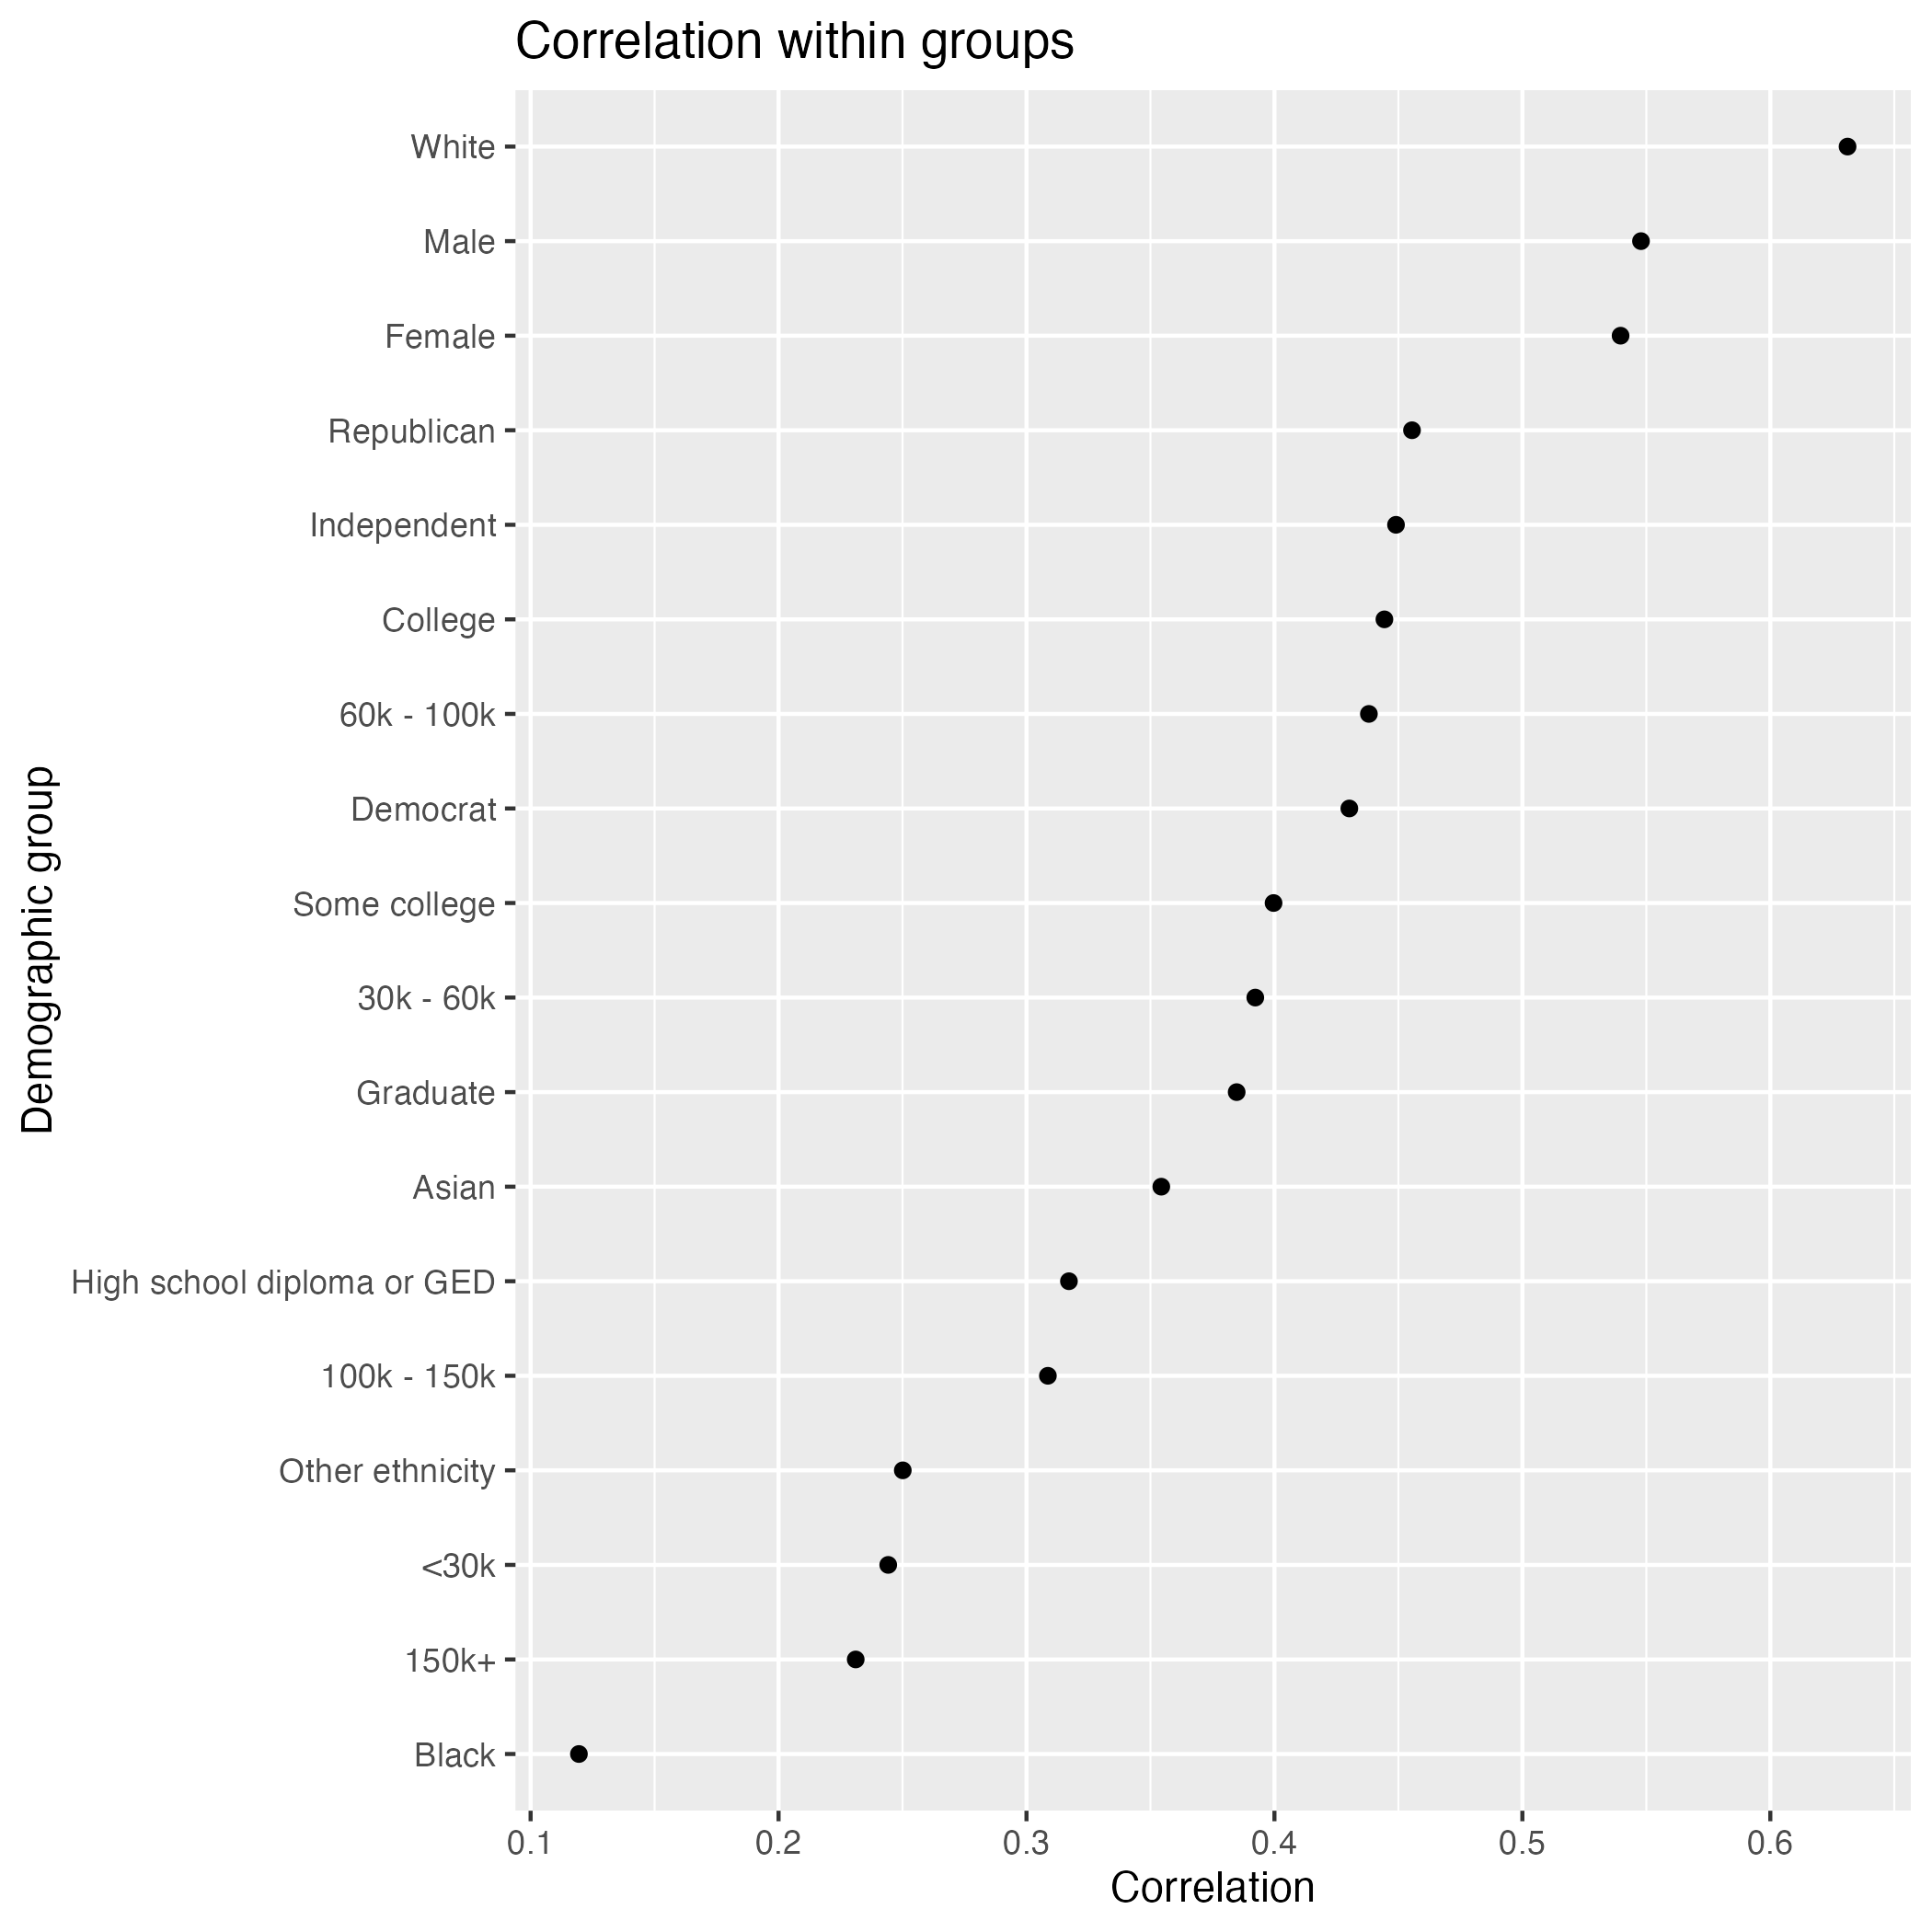 Correlation within groups
White
Male
Female
Republican
Independent
College
60k - 100k
Democrat
Some college
30k - 60k
Graduate
Asian
High school diploma or GED
100k - 150k
Other ethnicity
<30k
150k+
Black
Demographic group
0.1 0.2 0.3 0.4 0.5 0.6
Correlation